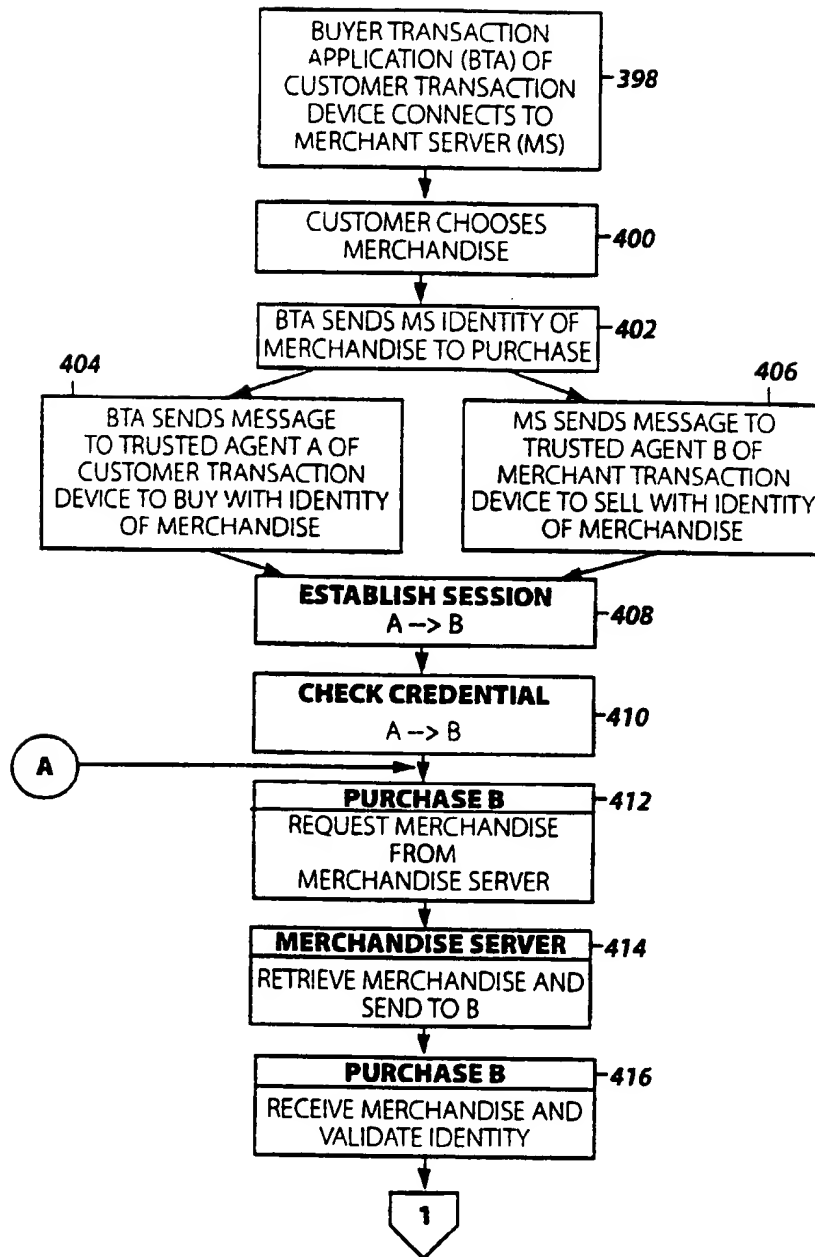 BUYER TRANSACTION
APPLICATION (BTA) OF
CUSTOMER TRANSACTION
DEVICE CONNECTS TO
MERCHANT SERVER (MS)
398
CUSTOMER CHOOSES
MERCHANDISE
400
BTA SENDS MS IDENTITY OF
MERCHANDISE TO PURCHASE
402
404
BTA SENDS MESSAGE
TO TRUSTED AGENT A OF
CUSTOMER TRANSACTION
DEVICE TO BUY WITH IDENTITY
OF MERCHANDISE
406
MS SENDS MESSAGE TO
TRUSTED AGENT B OF
MERCHANT TRANSACTION
DEVICE TO SELL WITH IDENTITY
OF MERCHANDISE
ESTABLISH SESSION
A --> B
408
CHECK CREDENTIAL
A --> B
410
A
PURCHASE B
412
REQUEST MERCHANDISE
FROM
MERCHANDISE SERVER
MERCHANDISE SERVER
414
RETRIEVE MERCHANDISE AND
SEND TO B
PURCHASE B
416
RECEIVE MERCHANDISE AND
VALIDATE IDENTITY
1